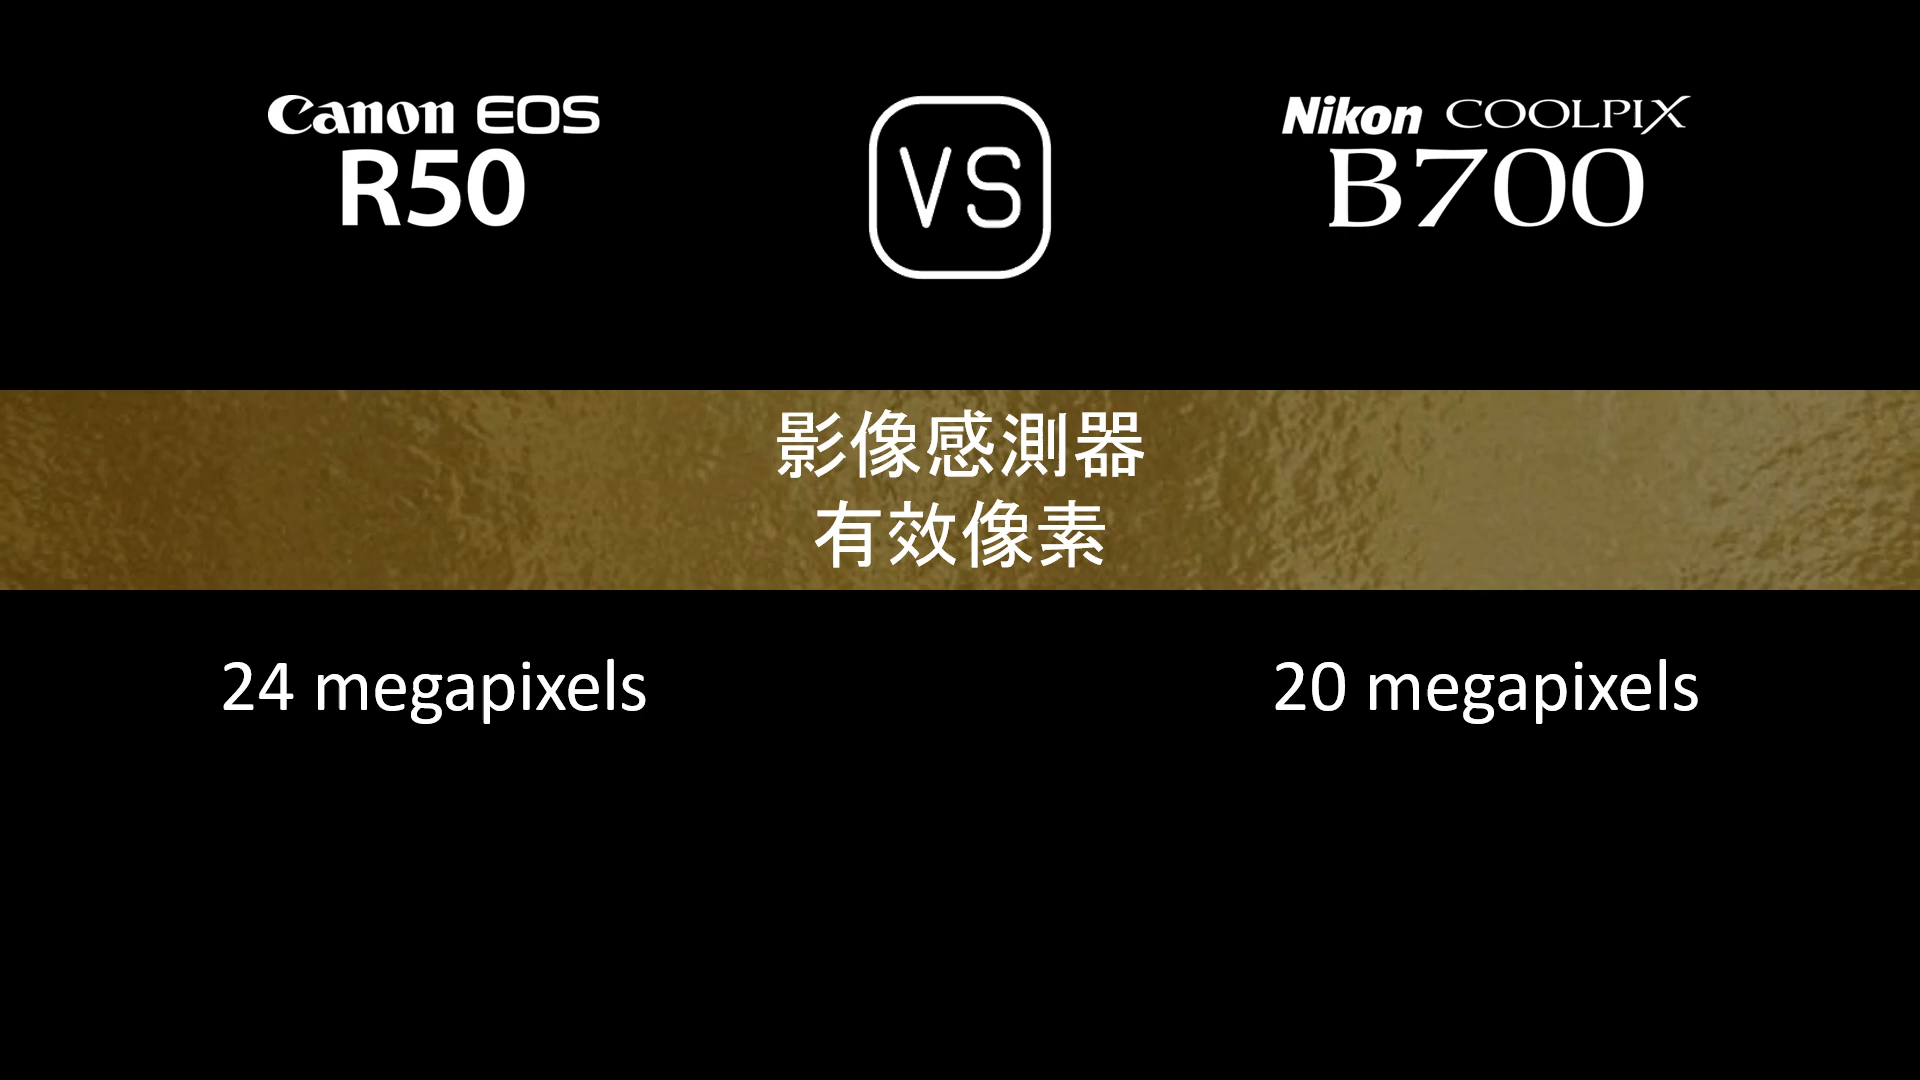 Canon EOS
R50
VS
Nikon COOLPIX
B700
影像感測器
有效像素
24 megapixels
20 megapixels